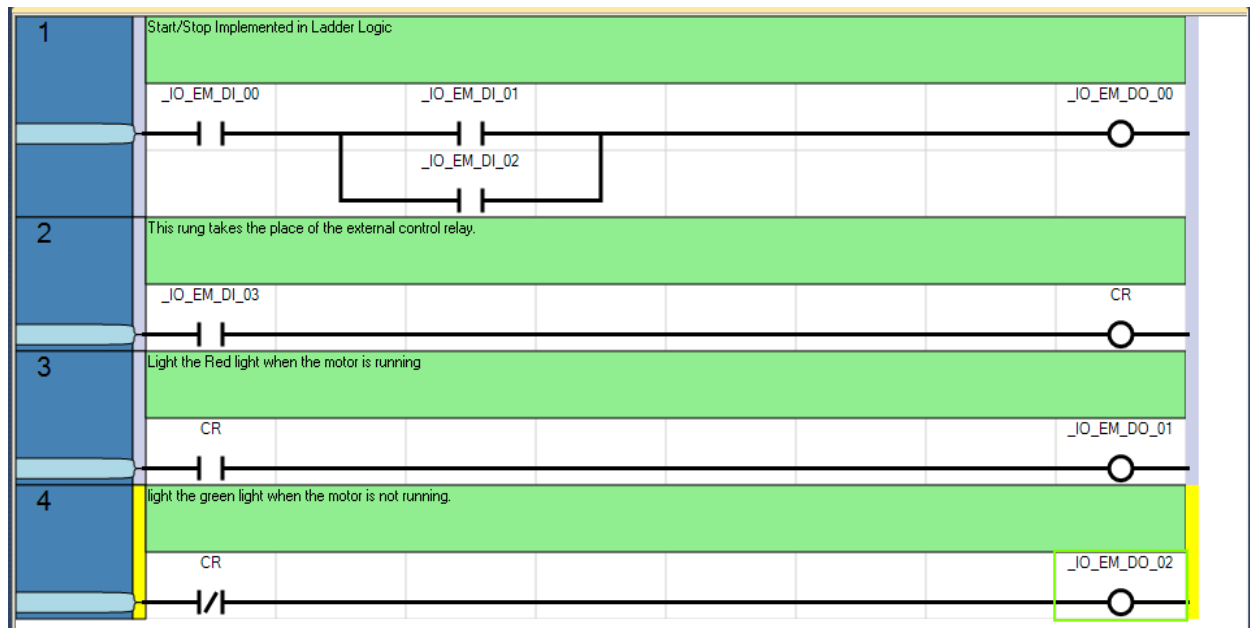 1
Start/Stop Implemented in Ladder Logic
_IO_EM_DI_00 _IO_EM_DI_01 _IO_EM_DO_00
_IO_EM_DI_02
2
This rung takes the place of the external control relay.
_IO_EM_DI_03 CR
3
Light the Red light when the motor is running
CR _IO_EM_DO_01
4
light the green light when the motor is not running.
CR _IO_EM_DO_02